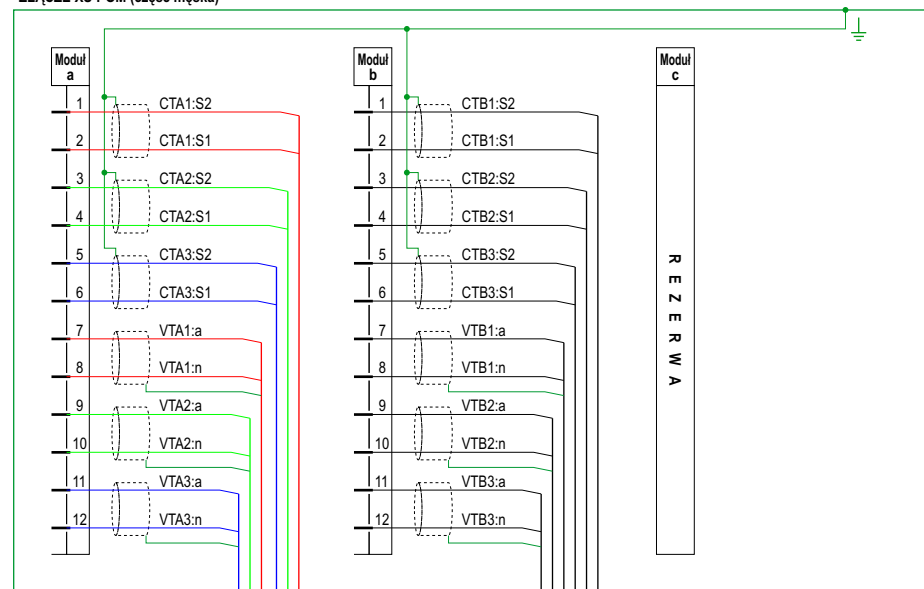 (część męska)
Moduł
a
1 CTA1:S2
2 CTA1:S1
3 CTA2:S2
4 CTA2:S1
5 CTA3:S2
6 CTA3:S1
7 VTA1:a
8 VTA1:n
9 VTA2:a
10 VTA2:n
11 VTA3:a
12 VTA3:n
Moduł
b
1 CTB1:S2
2 CTB1:S1
3 CTB2:S2
4 CTB2:S1
5 CTB3:S2
6 CTB3:S1
7 VTB1:a
8 VTB1:n
9 VTB2:a
10 VTB2:n
11 VTB3:a
12 VTB3:n
Moduł
c
REZERWA